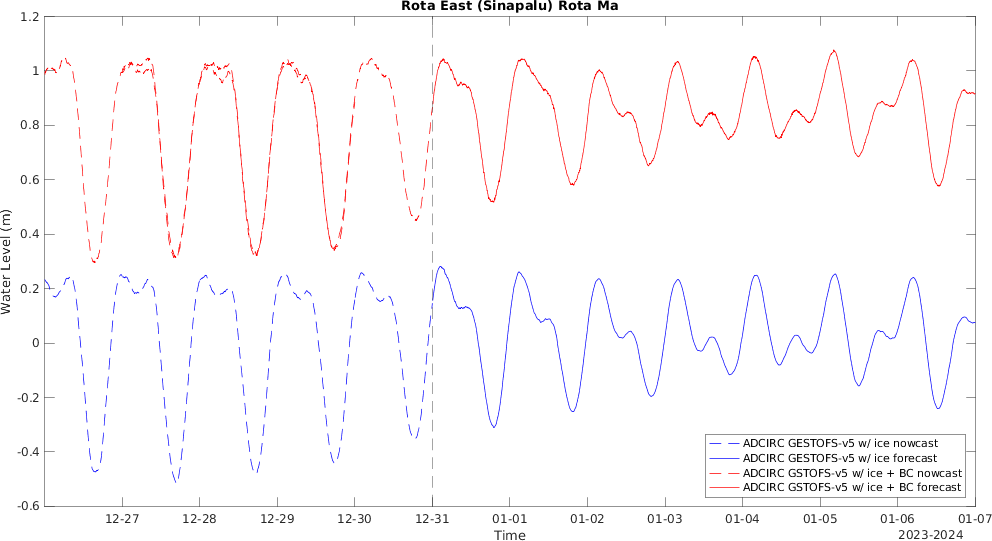 Rota East (Sinapalu) Rota Ma
1.2
1
0.8
0.6
0.4
0.2
0
-0.2
-0.4
-0.6
Water Level (m)
ADCIRC GESTOFS-v5 w/ ice nowcast
ADCIRC GESTOFS-v5 w/ ice forecast
ADCIRC GSTOFS-v5 w/ ice + BC nowcast
ADCIRC GSTOFS-v5 w/ ice + BC forecast
12-27 12-28 12-29 12-30 12-31 01-01 01-02 01-03 01-04 01-05 01-06 01-07
Time
2023-2024